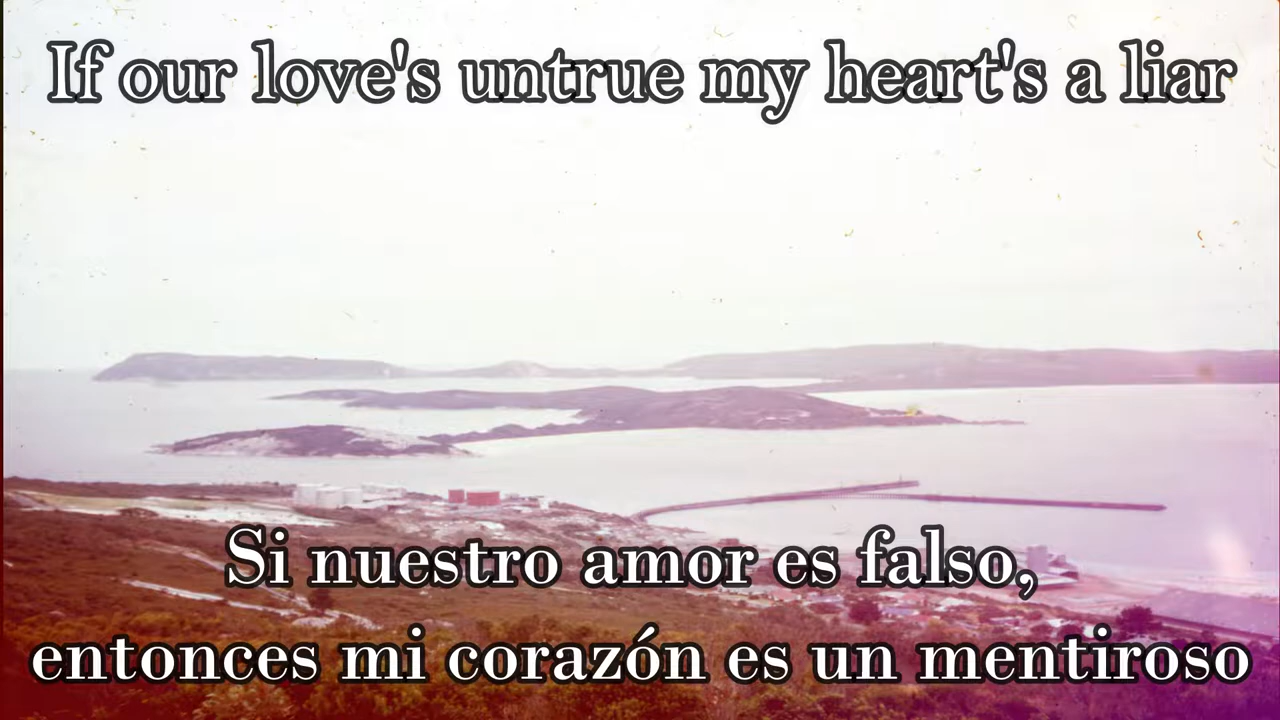 If our love's untrue my heart's a liar
Si nuestro amor es falso,
entonces mi corazón es un mentiroso